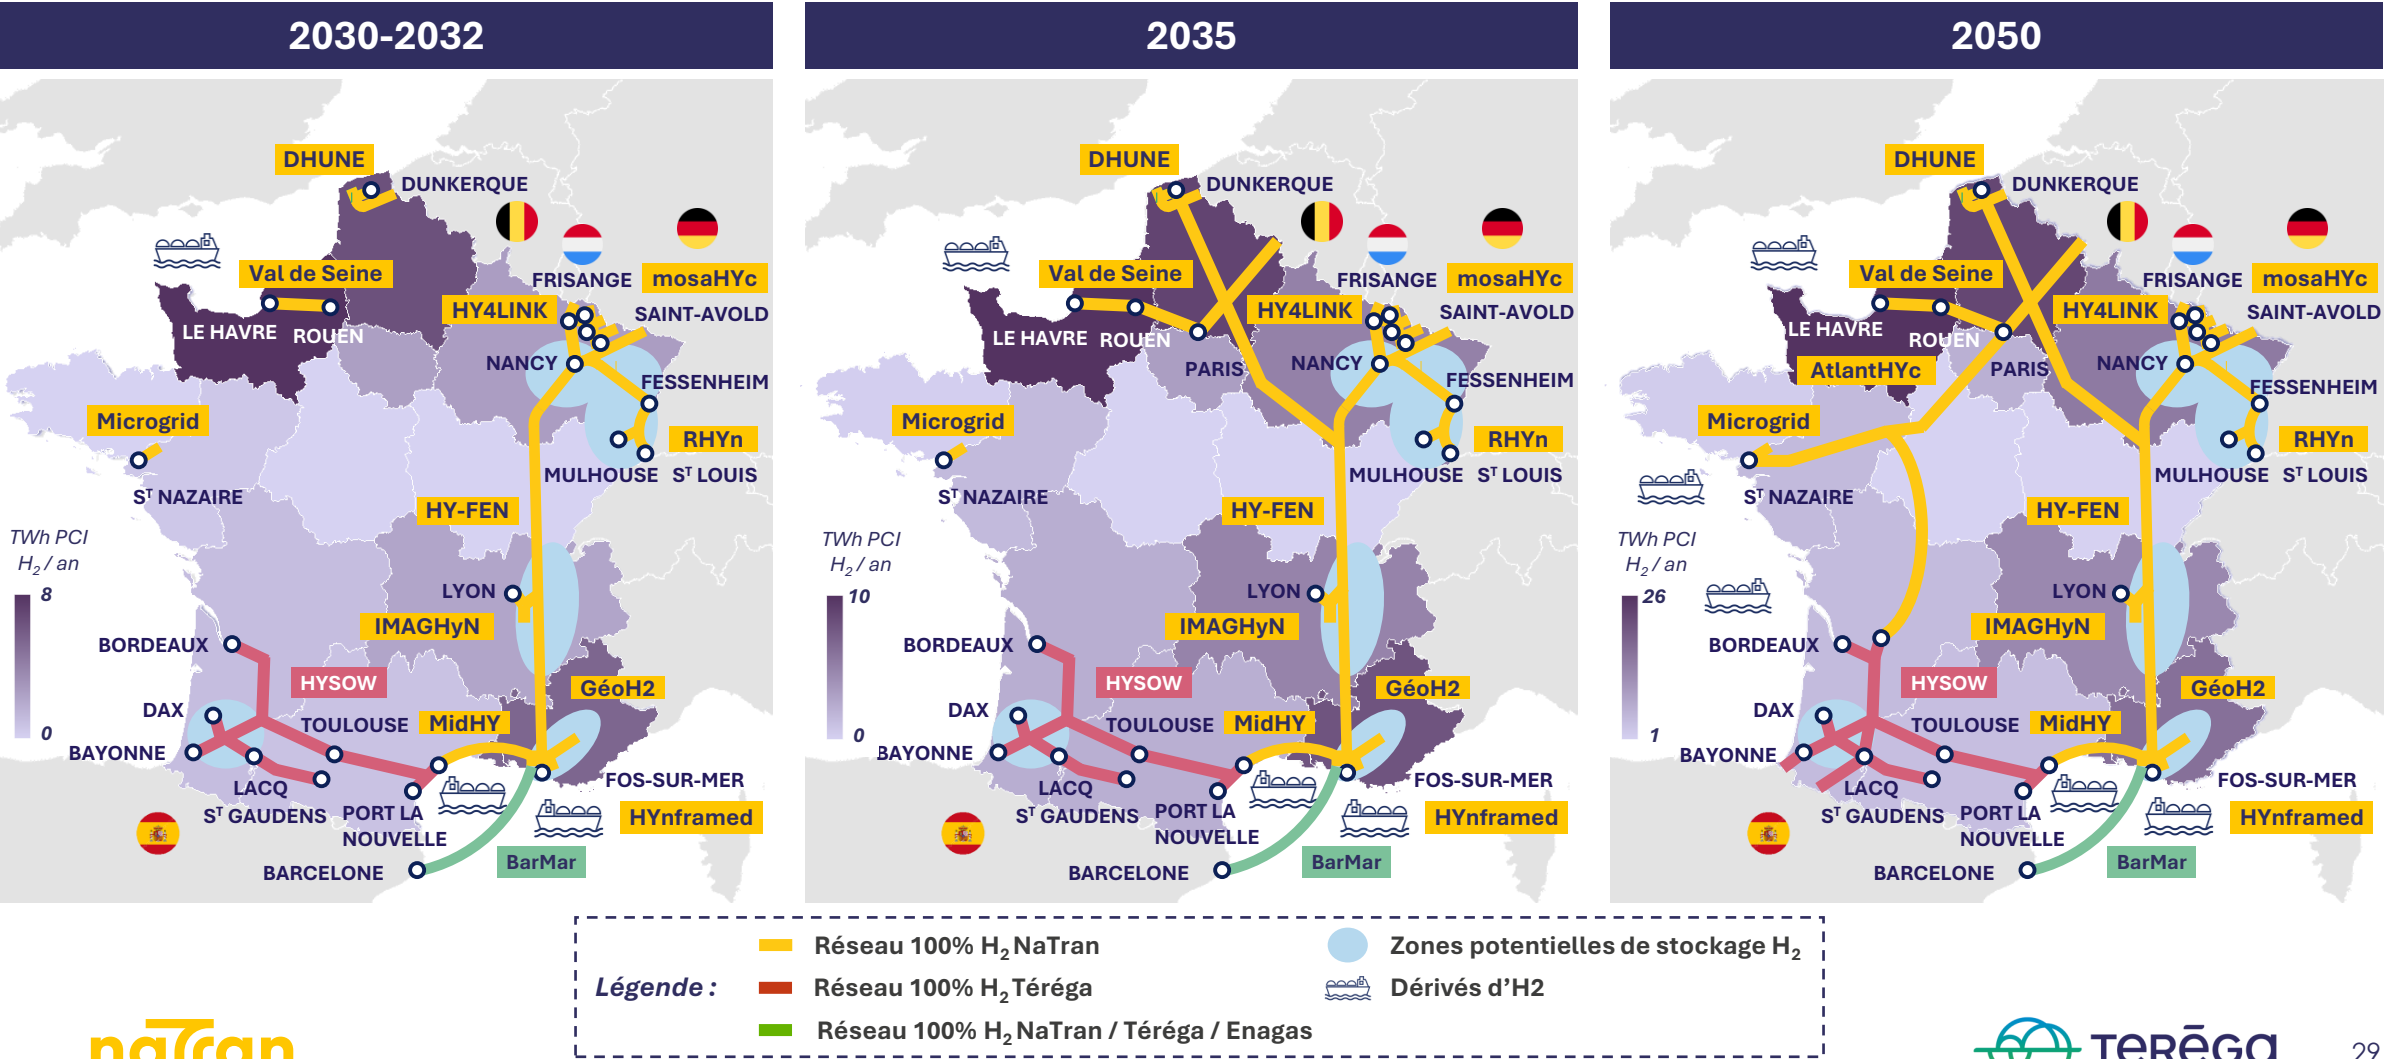 2030-2032
DHUNE
DUNKERQUE
Val de Seine
FRISANGE
mosaHYc
HY4LINK
SAINT-AVOLD
LE HAVRE
ROUEN
NANCY
FESSENHEIM
Microgrid
RHYn
MULHOUSE
Sᵀ LOUIS
Sᵀ NAZAIRE
HY-FEN
TWh PCI
H₂ / an
8
0
LYON
IMAGHyN
BORDEAUX
HYSOW
GéoH2
DAX
TOULOUSE
MidHY
BAYONNE
LACQ
FOS-SUR-MER
Sᵀ GAUDENS
PORT LA
NOUVELLE
HYnframed
BARCELONE
BarMar
2035
DHUNE
DUNKERQUE
Val de Seine
FRISANGE
mosaHYc
HY4LINK
SAINT-AVOLD
LE HAVRE
ROUEN
PARIS
NANCY
FESSENHEIM
Microgrid
RHYn
MULHOUSE
Sᵀ LOUIS
Sᵀ NAZAIRE
HY-FEN
TWh PCI
H₂ / an
10
0
LYON
IMAGHyN
BORDEAUX
HYSOW
GéoH2
DAX
TOULOUSE
MidHY
BAYONNE
LACQ
FOS-SUR-MER
Sᵀ GAUDENS
PORT LA
NOUVELLE
HYnframed
BARCELONE
BarMar
2050
DHUNE
DUNKERQUE
Val de Seine
FRISANGE
mosaHYc
HY4LINK
SAINT-AVOLD
LE HAVRE
ROUEN
AtlantHYc
PARIS
NANCY
FESSENHEIM
Microgrid
RHYn
MULHOUSE
Sᵀ LOUIS
Sᵀ NAZAIRE
HY-FEN
TWh PCI
H₂ / an
26
1
LYON
IMAGHyN
BORDEAUX
HYSOW
GéoH2
DAX
TOULOUSE
MidHY
BAYONNE
LACQ
FOS-SUR-MER
Sᵀ GAUDENS
PORT LA
NOUVELLE
HYnframed
BARCELONE
BarMar
Légende :
Réseau 100% H₂ NaTran
Réseau 100% H₂ Téréga
Réseau 100% H₂ NaTran / Téréga / Enagas
Zones potentielles de stockage H₂
Dérivés d’H2
naTran
TERĒGA
29